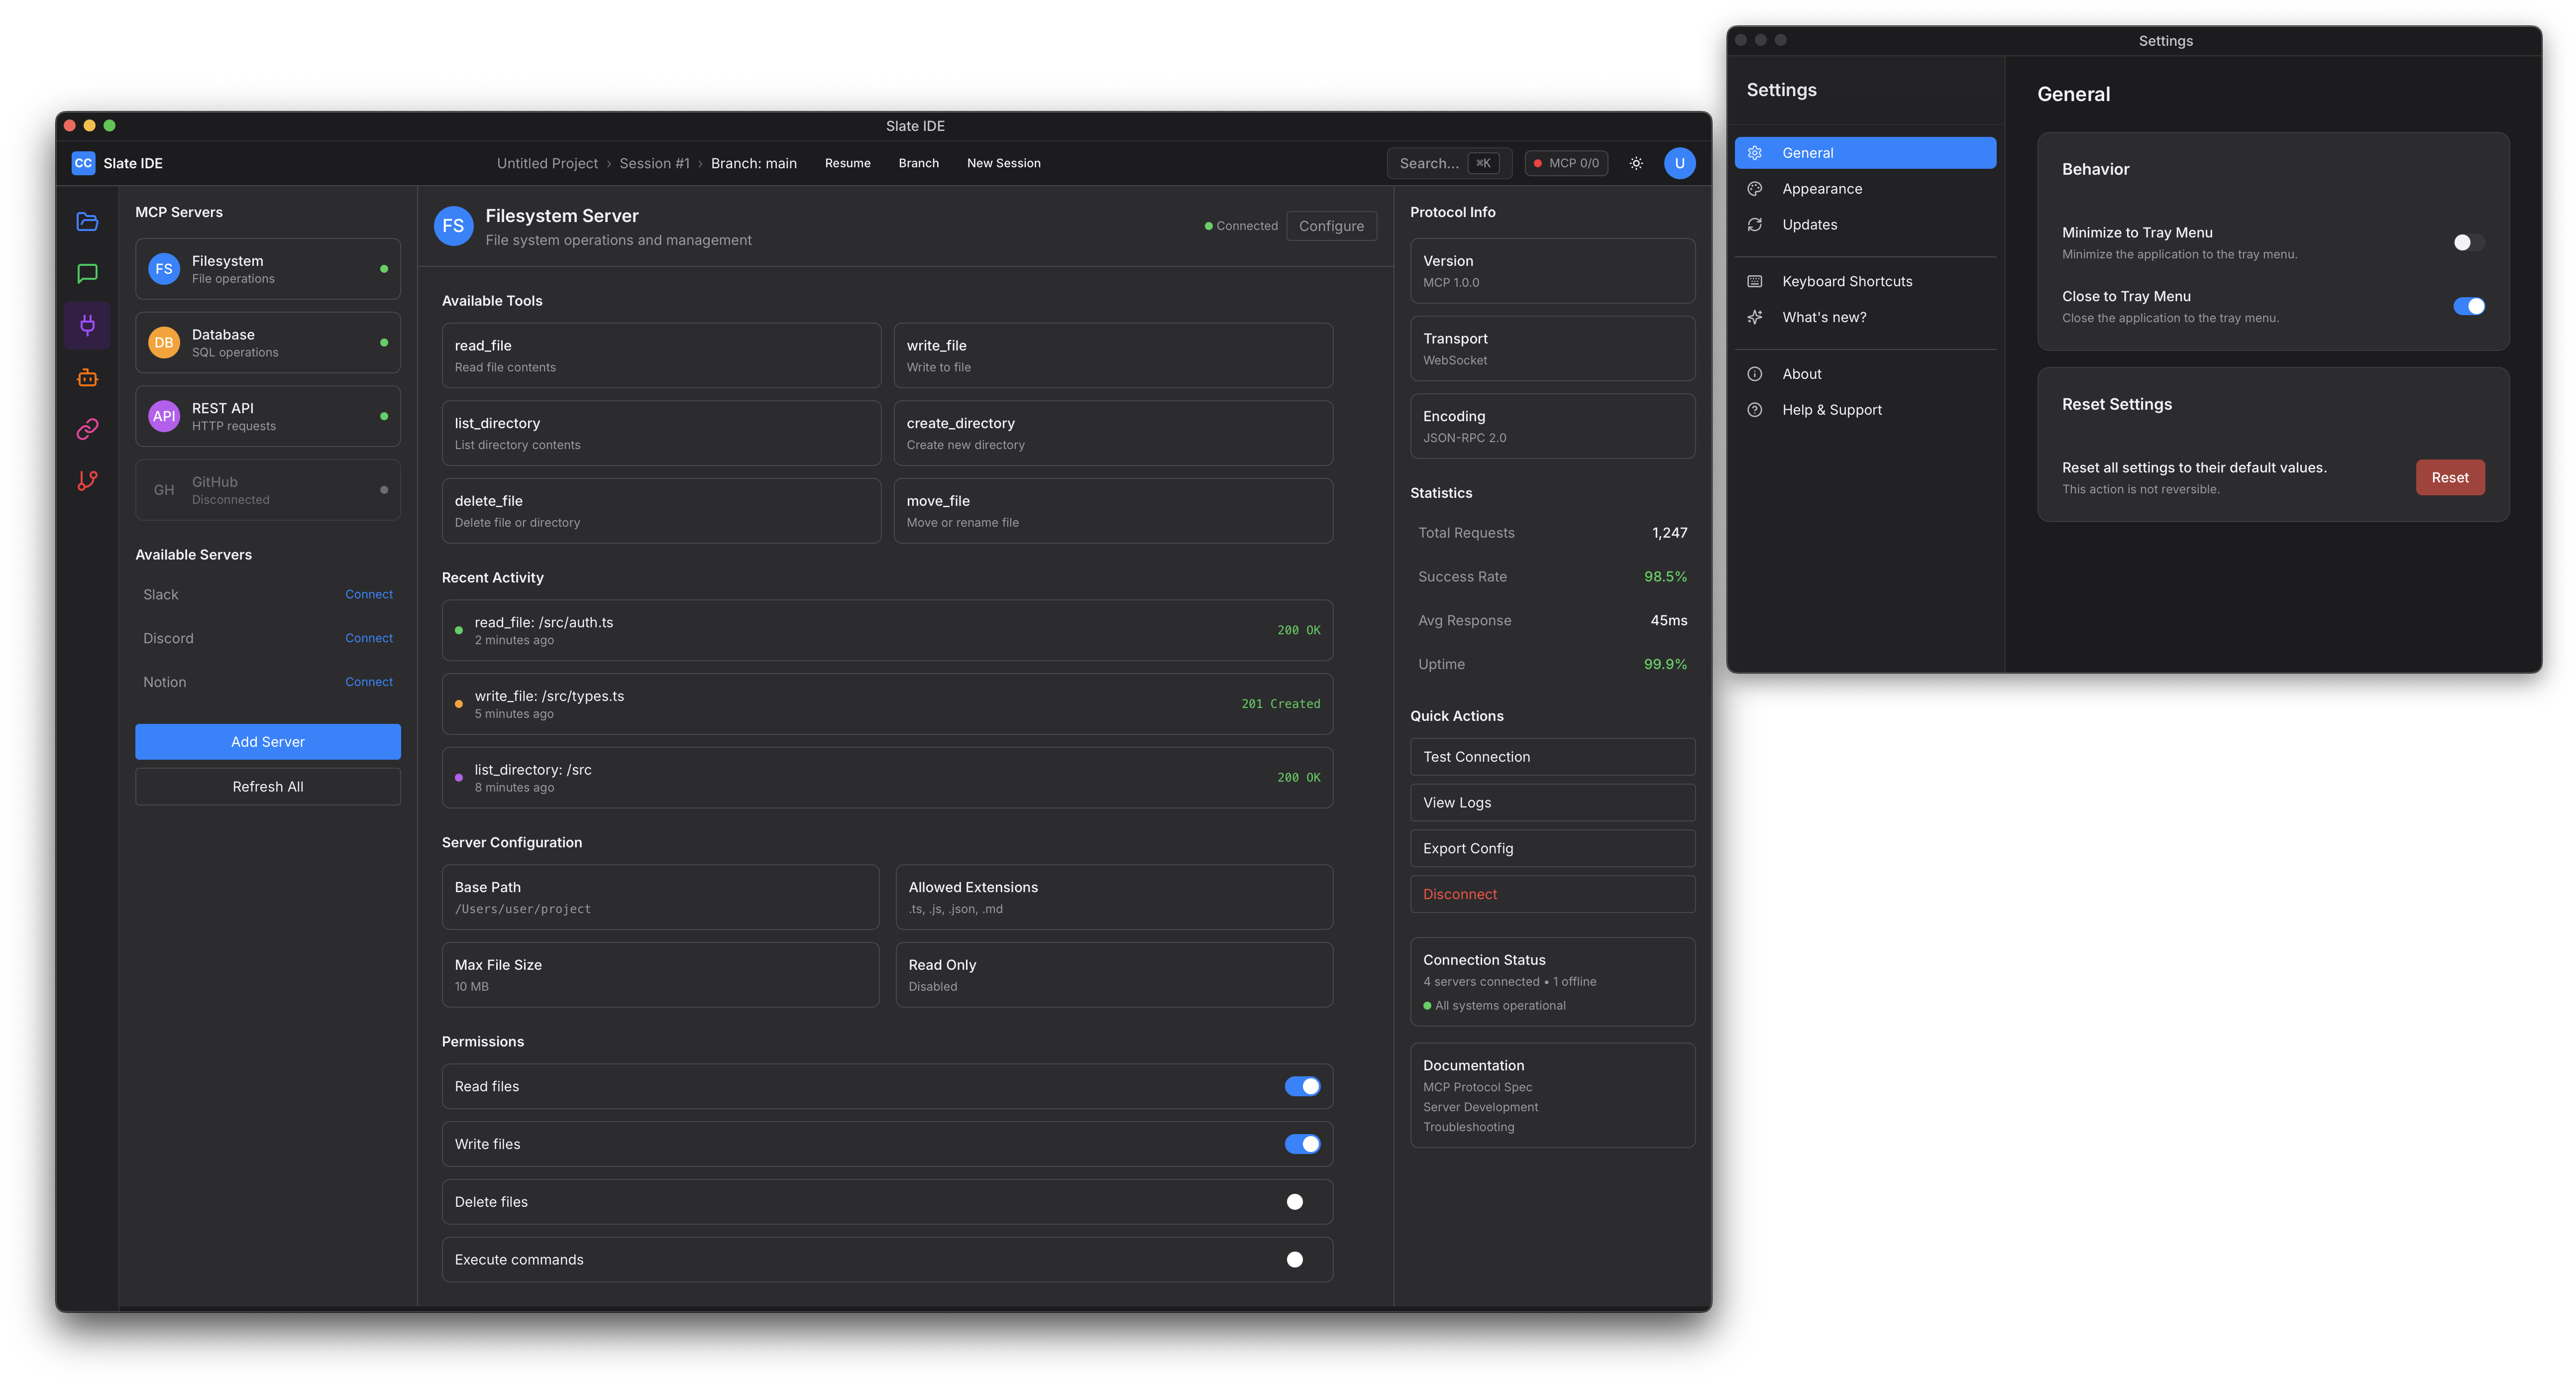 Slate IDE
CC Slate IDE
Untitled Project › Session #1 › Branch: main Resume Branch New Session
Search... ⌘K MCP 0/0 U
MCP Servers
FS Filesystem
File operations
DB Database
SQL operations
API REST API
HTTP requests
GH GitHub
Disconnected
Available Servers
Slack Connect
Discord Connect
Notion Connect
Add Server
Refresh All
FS Filesystem Server
File system operations and management
Connected Configure
Available Tools
read_file
Read file contents
write_file
Write to file
list_directory
List directory contents
create_directory
Create new directory
delete_file
Delete file or directory
move_file
Move or rename file
Recent Activity
read_file: /src/auth.ts
2 minutes ago
200 OK
write_file: /src/types.ts
5 minutes ago
201 Created
list_directory: /src
8 minutes ago
200 OK
Server Configuration
Base Path
/Users/user/project
Allowed Extensions
.ts, .js, .json, .md
Max File Size
10 MB
Read Only
Disabled
Permissions
Read files
Write files
Delete files
Execute commands
Protocol Info
Version
MCP 1.0.0
Transport
WebSocket
Encoding
JSON-RPC 2.0
Statistics
Total Requests 1,247
Success Rate 98.5%
Avg Response 45ms
Uptime 99.9%
Quick Actions
Test Connection
View Logs
Export Config
Disconnect
Connection Status
4 servers connected • 1 offline
All systems operational
Documentation
MCP Protocol Spec
Server Development
Troubleshooting
Settings
Settings
General
Appearance
Updates
Keyboard Shortcuts
What's new?
About
Help & Support
General
Behavior
Minimize to Tray Menu
Minimize the application to the tray menu.
Close to Tray Menu
Close the application to the tray menu.
Reset Settings
Reset all settings to their default values.
This action is not reversible.
Reset